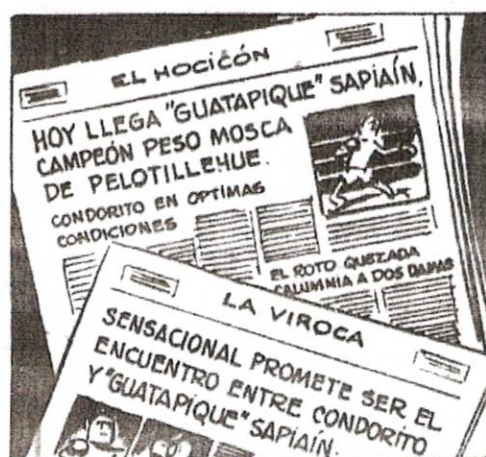 EL HOCICÓN
HOY LLEGA "GUATAPIQUE" SAPIAÍN,
CAMPEÓN PESO MOSCA
DE PELOTILLEHUE.
CONDORITO EN OPTÍMAS
CONDICIONES
EL ROTO QUEZADA
CALUMNIA A DOS DAMAS
LA VIROCA
SENSACIONAL PROMETE SER EL
ENCUENTRO ENTRE CONDORITO
Y "GUATAPIQUE" SAPIAÍN.